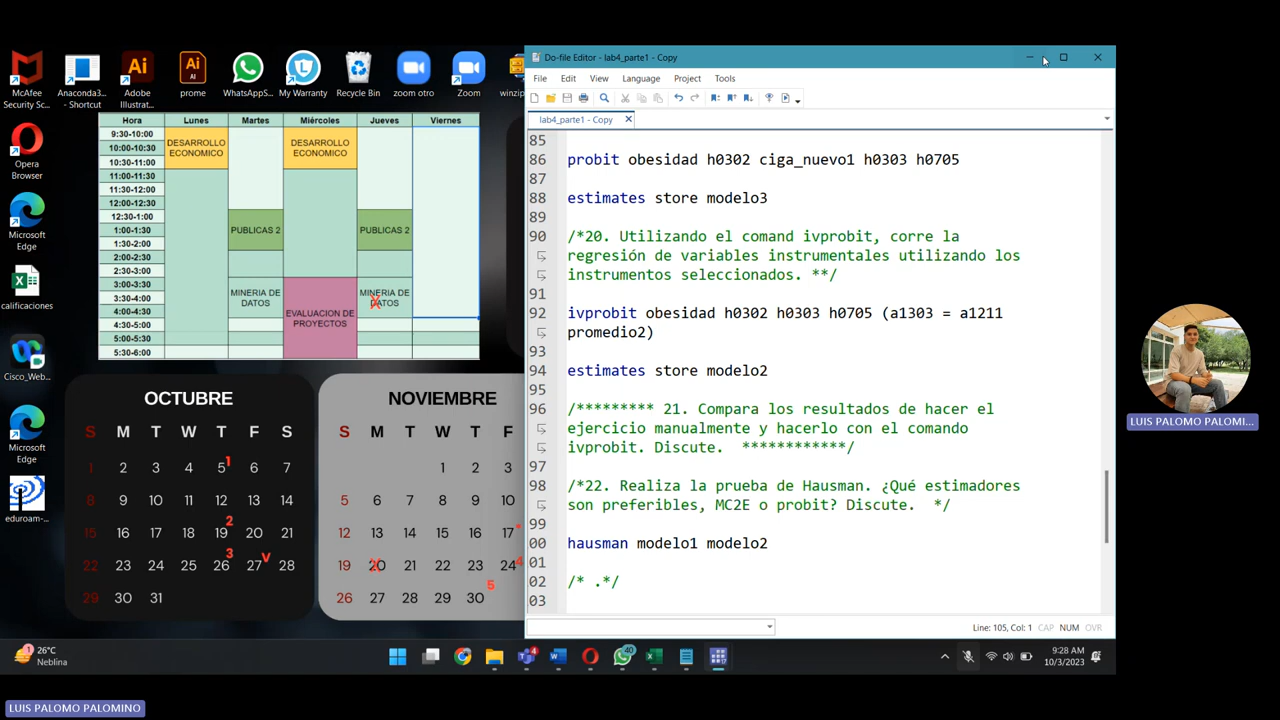 McAfee
Security Sc...
Anaconda3...
- Shortcut
Adobe
Illustrat...
prome
WhatsAppS...
My Warranty
Recycle Bin
zoom otro
Zoom
winzip
Opera
Browser
Microsoft
Edge
calificaciones
Cisco_Web...
Microsoft
Edge
eduroam-...
Hora Lunes Martes Miércoles Jueves Viernes
9:30-10:00
10:00-10:30
10:30-11:00
11:00-11:30
11:30-12:00
12:00-12:30
12:30-1:00
1:00-1:30
1:30-2:00
2:00-2:30
2:30-3:00
3:00-3:30
3:30-4:00
4:00-4:30
4:30-5:00
5:00-5:30
5:30-6:00
DESARROLLO
ECONOMICO
DESARROLLO
ECONOMICO
PUBLICAS 2
PUBLICAS 2
MINERIA DE
DATOS
EVALUACION DE
PROYECTOS
MINERIA DE
DATOS
X
OCTUBRE
S M T W T F S
1 2 3 4 5 6 7
1
8 9 10 11 12 13 14
2
15 16 17 18 19 20 21
3 V
22 23 24 25 26 27 28
29 30 31
NOVIEMBRE
S M T W T F
1 2 3
5 6 7 8 9 10
12 13 14 15 16 17
19 20 21 22 23 24
X 4
5
26 27 28 29 30
Do-file Editor - lab4_parte1 - Copy
File Edit View Language Project Tools
lab4_parte1 - Copy
85
86 probit obesidad h0302 ciga_nuevo1 h0303 h0705
87
88 estimates store modelo3
89
90 /*20. Utilizando el comand ivprobit, corre la
regresión de variables instrumentales utilizando los
instrumentos seleccionados. **/
91
92 ivprobit obesidad h0302 h0303 h0705 (a1303 = a1211
promedio2)
93
94 estimates store modelo2
95
96 /********* 21. Compara los resultados de hacer el
ejercicio manualmente y hacerlo con el comando
ivprobit. Discute. ************/
97
98 /*22. Realiza la prueba de Hausman. ¿Qué estimadores
son preferibles, MC2E o probit? Discute. */
99
00 hausman modelo1 modelo2
01
02 /* .*/
03
Line: 105, Col: 1 CAP NUM OVR
26°C
Neblina
4
40
9:28 AM
10/3/2023
LUIS PALOMO PALOMI...
LUIS PALOMO PALOMINO